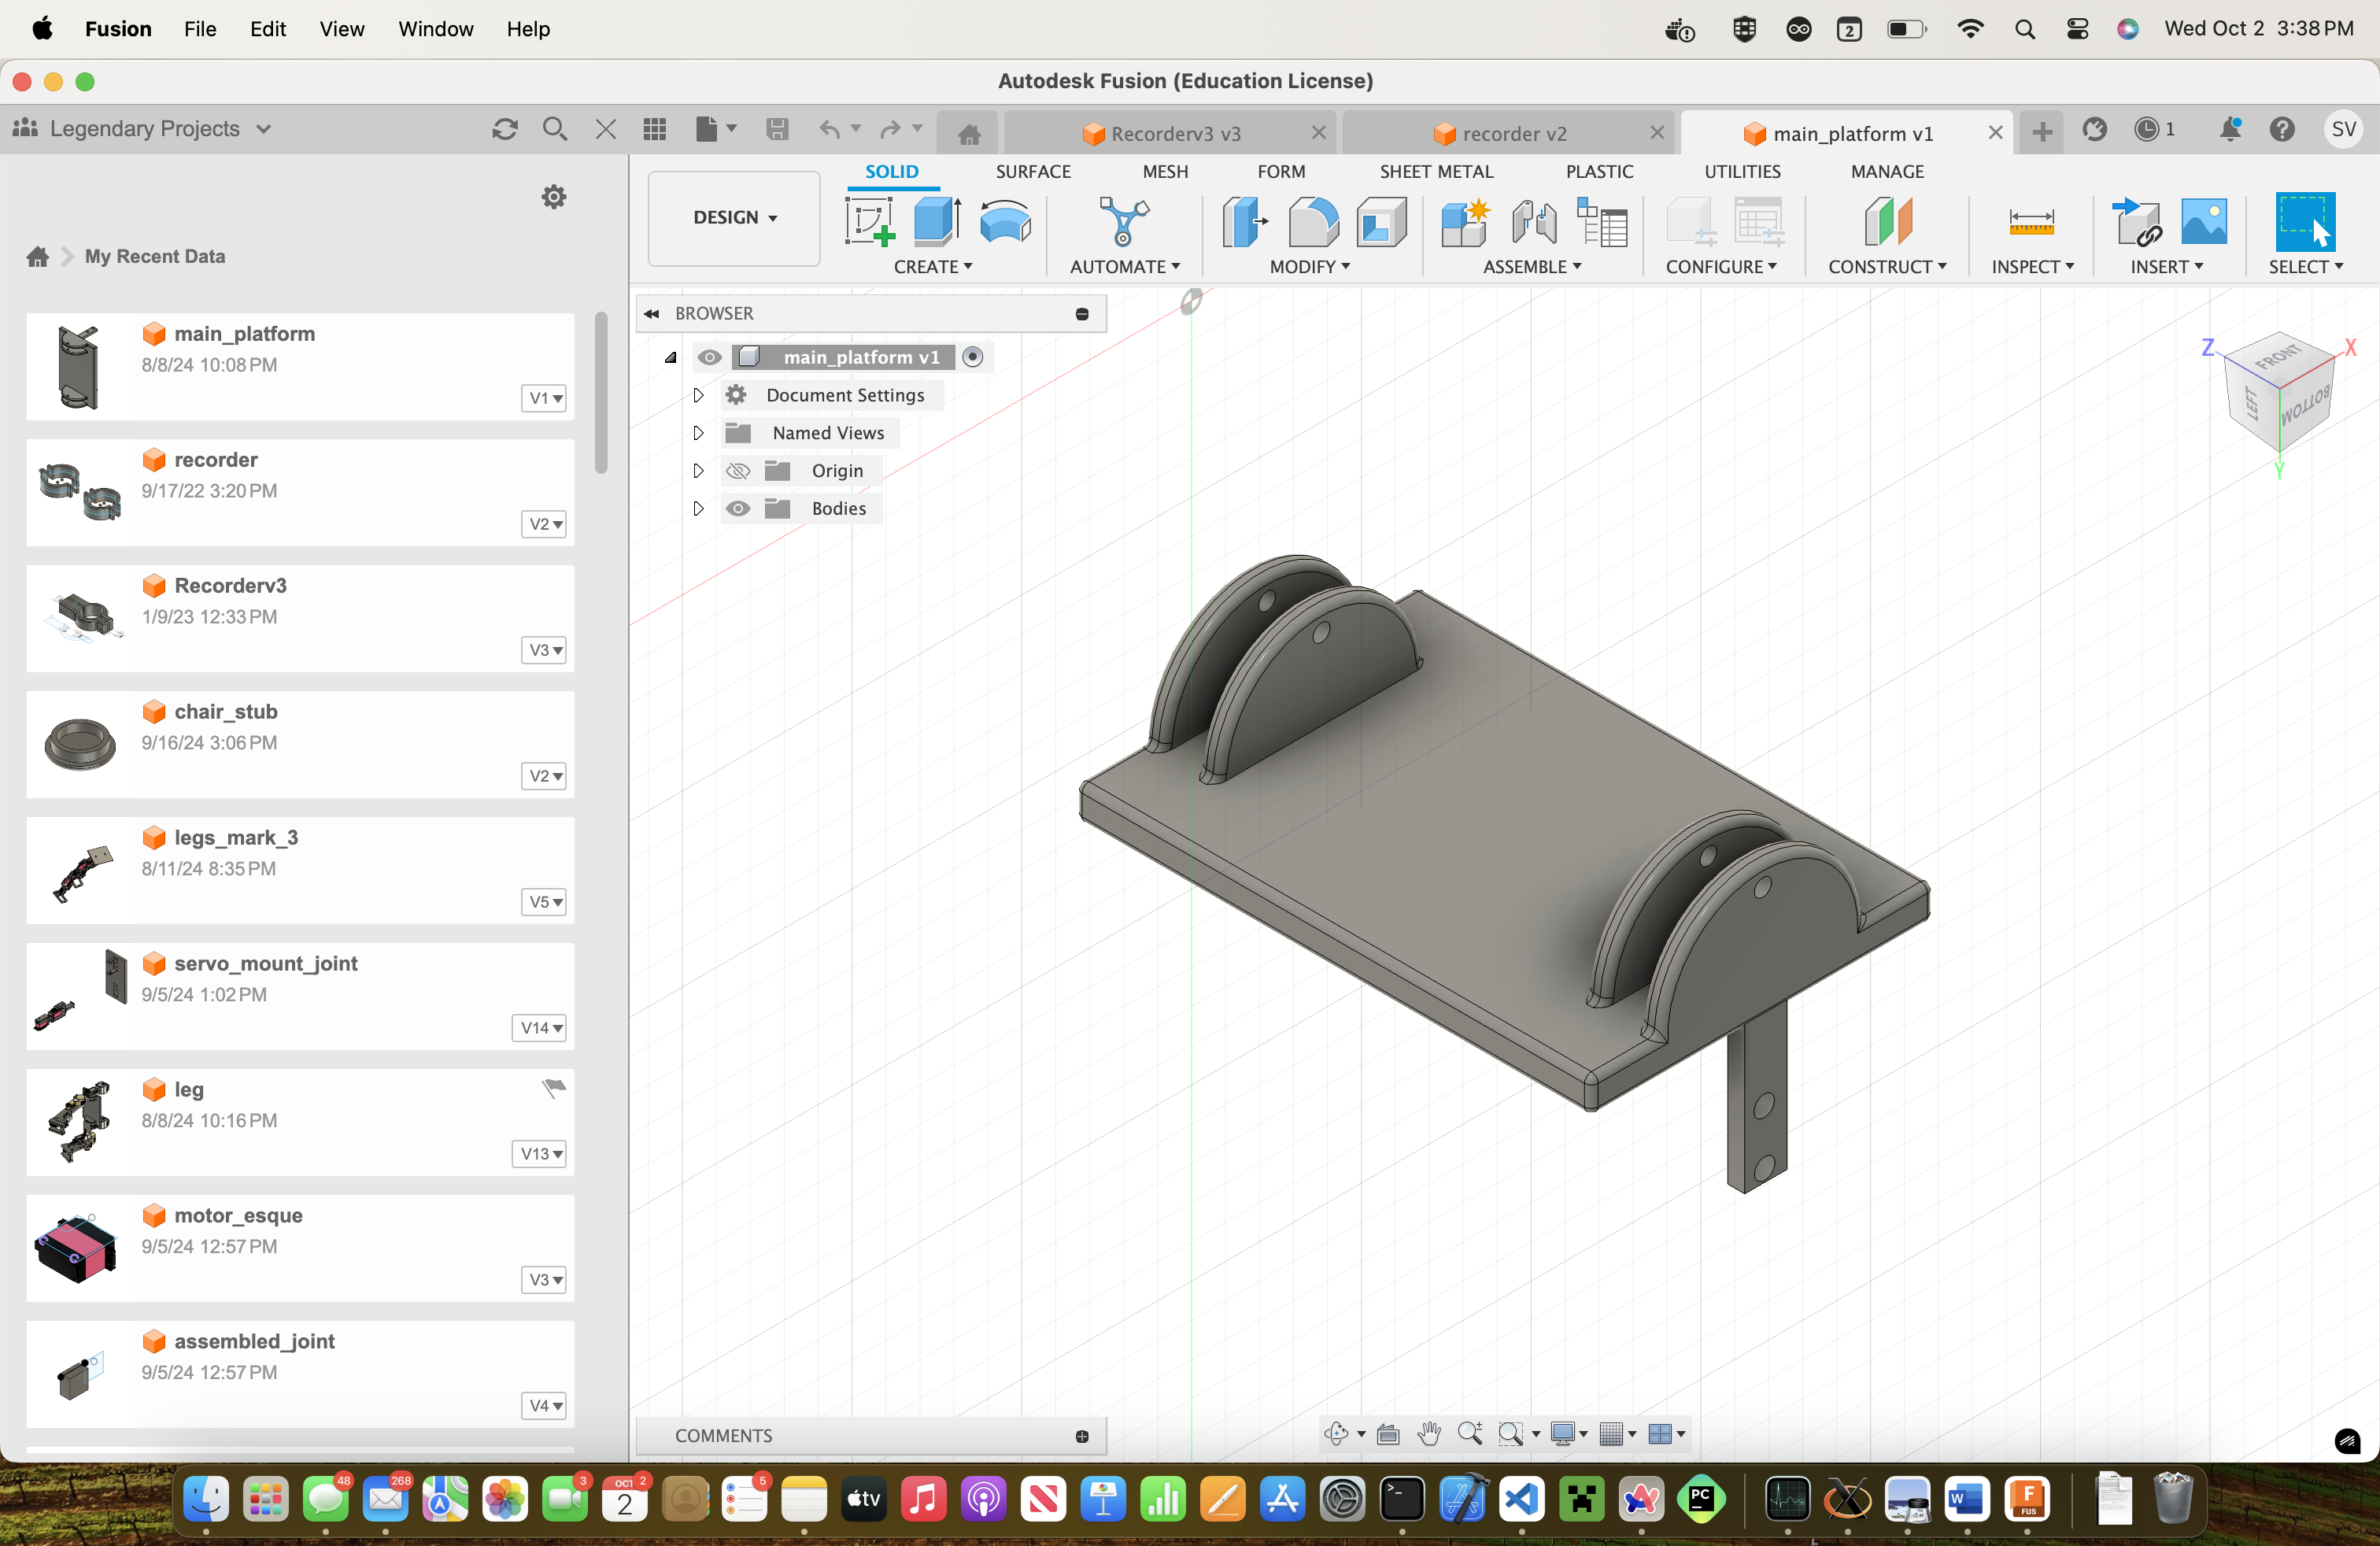 Fusion File Edit View Window Help 2 Wed Oct 2 3:38 PM
Autodesk Fusion (Education License)
Legendary Projects Recorderv3 v3 recorder v2 main_platform v1 1 SV
SOLID SURFACE MESH FORM SHEET METAL PLASTIC UTILITIES MANAGE
DESIGN
CREATE AUTOMATE MODIFY ASSEMBLE CONFIGURE CONSTRUCT INSPECT INSERT SELECT
My Recent Data
main_platform
8/8/24 10:08 PM
V1
recorder
9/17/22 3:20 PM
V2
Recorderv3
1/9/23 12:33 PM
V3
chair_stub
9/16/24 3:06 PM
V2
legs_mark_3
8/11/24 8:35 PM
V5
servo_mount_joint
9/5/24 1:02 PM
V14
leg
8/8/24 10:16 PM
V13
motor_esque
9/5/24 12:57 PM
V3
assembled_joint
9/5/24 12:57 PM
V4
BROWSER
main_platform v1
Document Settings
Named Views
Origin
Bodies
Z X
FRONT
LEFT BOTTOM
Y
COMMENTS
48 268 3 OCT 2 2 5 tv PC W F FUS